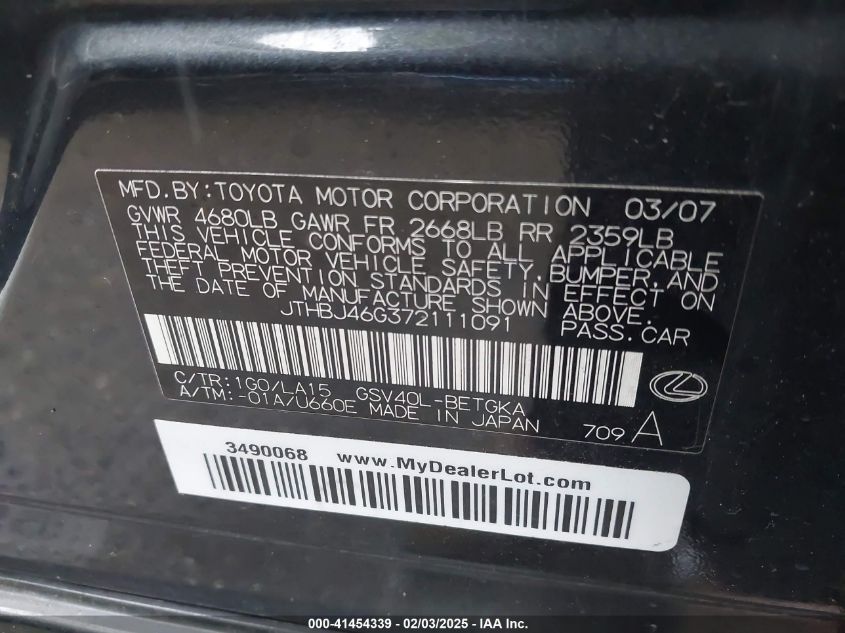 MFD.BY:TOYOTA MOTOR CORPORATION 03/07
GVWR 4680LB GAWR FR 2668LB RR 2359LB
THIS VEHICLE CONFORMS TO ALL APPLICABLE
FEDERAL MOTOR VEHICLE SAFETY,BUMPER,AND
THEFT PREVENTION STANDARDS IN EFFECT ON
THE DATE OF MANUFACTURE SHOWN ABOVE.
JTHBJ46G372111091 PASS.CAR
C/TR:1G0/LA15 GSV40L-BETGKA
A/TM:-01A/U660E MADE IN JAPAN 709 A
3490068 www.MyDealerLot.com
000-41454339 - 02/03/2025 - IAA Inc.